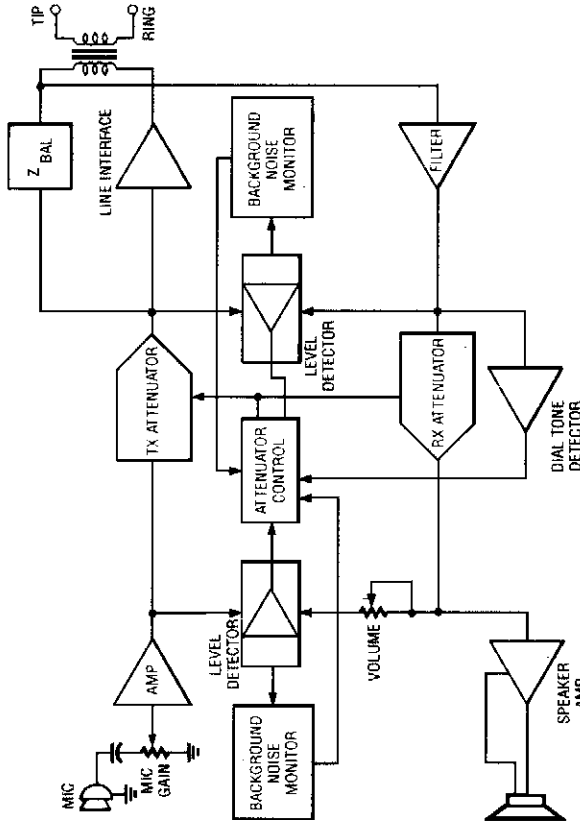 MIC
MIC
GAIN
AMP
TX ATTENUATOR
Z BAL
LINE INTERFACE
TIP
RING
BACKGROUND
NOISE
MONITOR
LEVEL
DETECTOR
ATTENUATOR
CONTROL
LEVEL
DETECTOR
BACKGROUND
NOISE
MONITOR
VOLUME
RX ATTENUATOR
FILTER
DIAL TONE
DETECTOR
SPEAKER
AMP